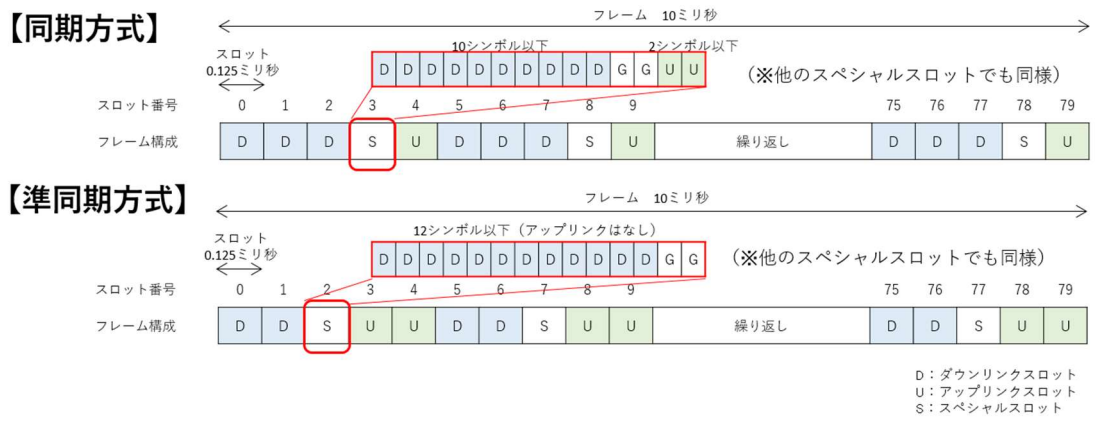 【同期方式】
フレーム 10ミリ秒
スロット
0.125ミリ秒
10シンボル以下 2シンボル以下
D D D D D D D D D D G G U U
(※他のスペシャルスロットでも同様)
スロット番号 0 1 2 3 4 5 6 7 8 9 75 76 77 78 79
フレーム構成 D D D S U D D D S U 繰り返し D D D S U
【準同期方式】
フレーム 10ミリ秒
スロット
0.125ミリ秒
12シンボル以下(アップリンクはなし)
D D D D D D D D D D D D G G
(※他のスペシャルスロットでも同様)
スロット番号 0 1 2 3 4 5 6 7 8 9 75 76 77 78 79
フレーム構成 D D S U U D D S U U 繰り返し D D S U U
D:ダウンリンクスロット
U:アップリンクスロット
S:スペシャルスロット